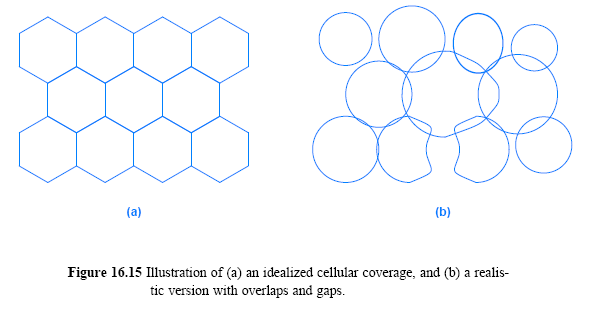 (a)
(b)
Figure 16.15 Illustration of (a) an idealized cellular coverage, and (b) a realis-
tic version with overlaps and gaps.